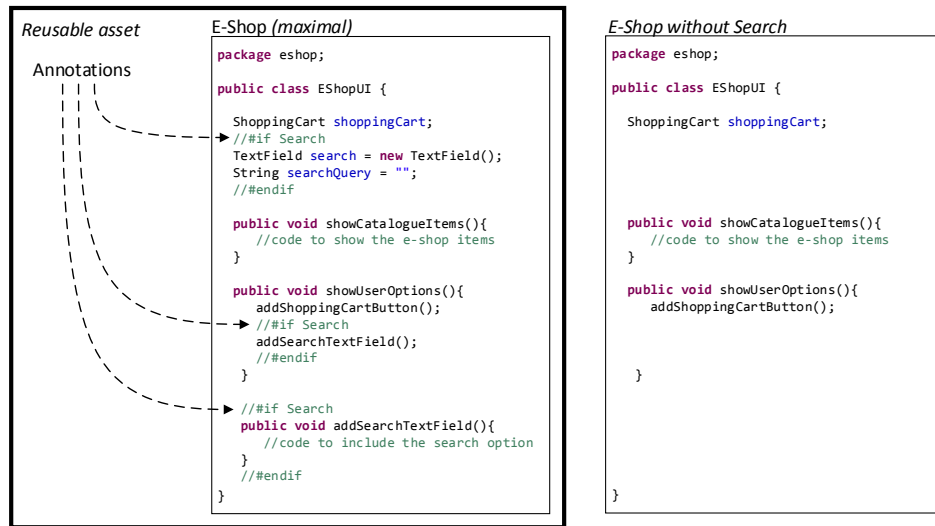 Reusable asset
Annotations
E-Shop (maximal)
package eshop;
public class EShopUI {
ShoppingCart shoppingCart;
//#if Search
TextField search = new TextField();
String searchQuery = "";
//#endif
public void showCatalogueItems(){
//code to show the e-shop items
}
public void showUserOptions(){
addShoppingCartButton();
//#if Search
addSearchTextField();
//#endif
}
//#if Search
public void addSearchTextField(){
//code to include the search option
}
//#endif
}
E-Shop without Search
package eshop;
public class EShopUI {
ShoppingCart shoppingCart;
public void showCatalogueItems(){
//code to show the e-shop items
}
public void showUserOptions(){
addShoppingCartButton();
}
}